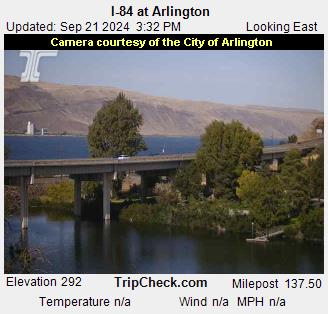 I-84 at Arlington
Updated: Sep 21 2024 3:32 PM Looking East
Camera courtesy of the City of Arlington
Elevation 292 TripCheck.com Milepost 137.50
Temperature n/a Wind n/a MPH n/a